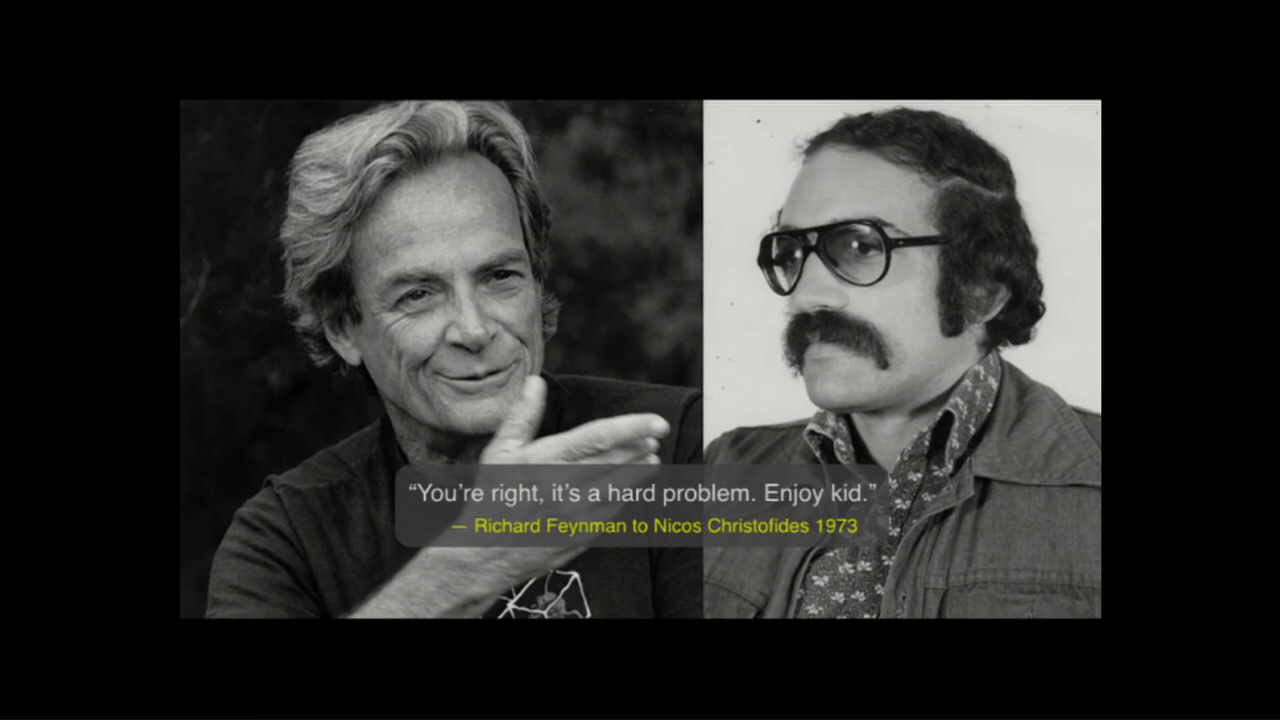 “You’re right, it’s a hard problem. Enjoy kid.”
— Richard Feynman to Nicos Christofides 1973